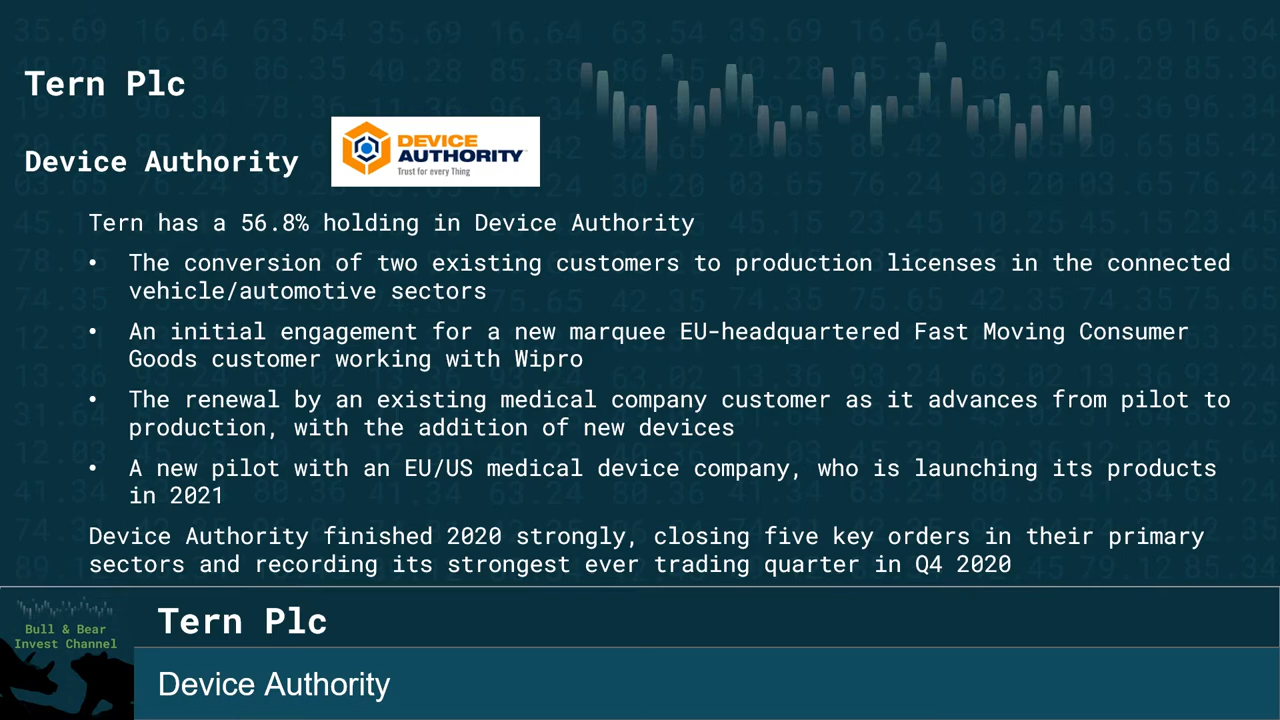 Tern Plc
Device Authority
DEVICE
AUTHORITY
Trust for every Thing
Tern has a 56.8% holding in Device Authority
• The conversion of two existing customers to production licenses in the connected
vehicle/automotive sectors
• An initial engagement for a new marquee EU-headquartered Fast Moving Consumer
Goods customer working with Wipro
• The renewal by an existing medical company customer as it advances from pilot to
production, with the addition of new devices
• A new pilot with an EU/US medical device company, who is launching its products
in 2021
Device Authority finished 2020 strongly, closing five key orders in their primary
sectors and recording its strongest ever trading quarter in Q4 2020
Bull & Bear
Invest Channel
Tern Plc
Device Authority